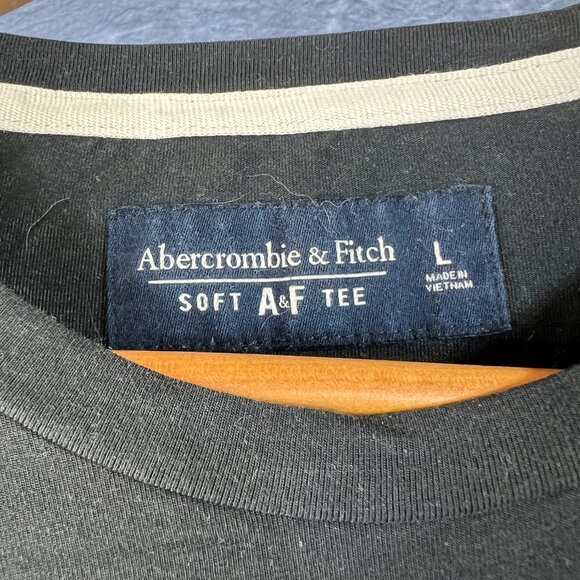 Abercrombie & Fitch
SOFT A&F TEE
L
MADE IN
VIETNAM